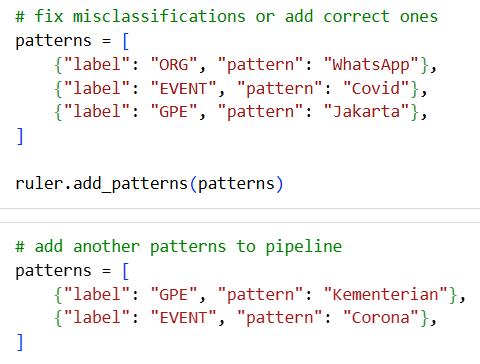 # fix misclassifications or add correct ones
patterns = [
    {"label": "ORG", "pattern": "WhatsApp"},
    {"label": "EVENT", "pattern": "Covid"},
    {"label": "GPE", "pattern": "Jakarta"},
]
ruler.add_patterns(patterns)
# add another patterns to pipeline
patterns = [
    {"label": "GPE", "pattern": "Kementerian"},
    {"label": "EVENT", "pattern": "Corona"},
]